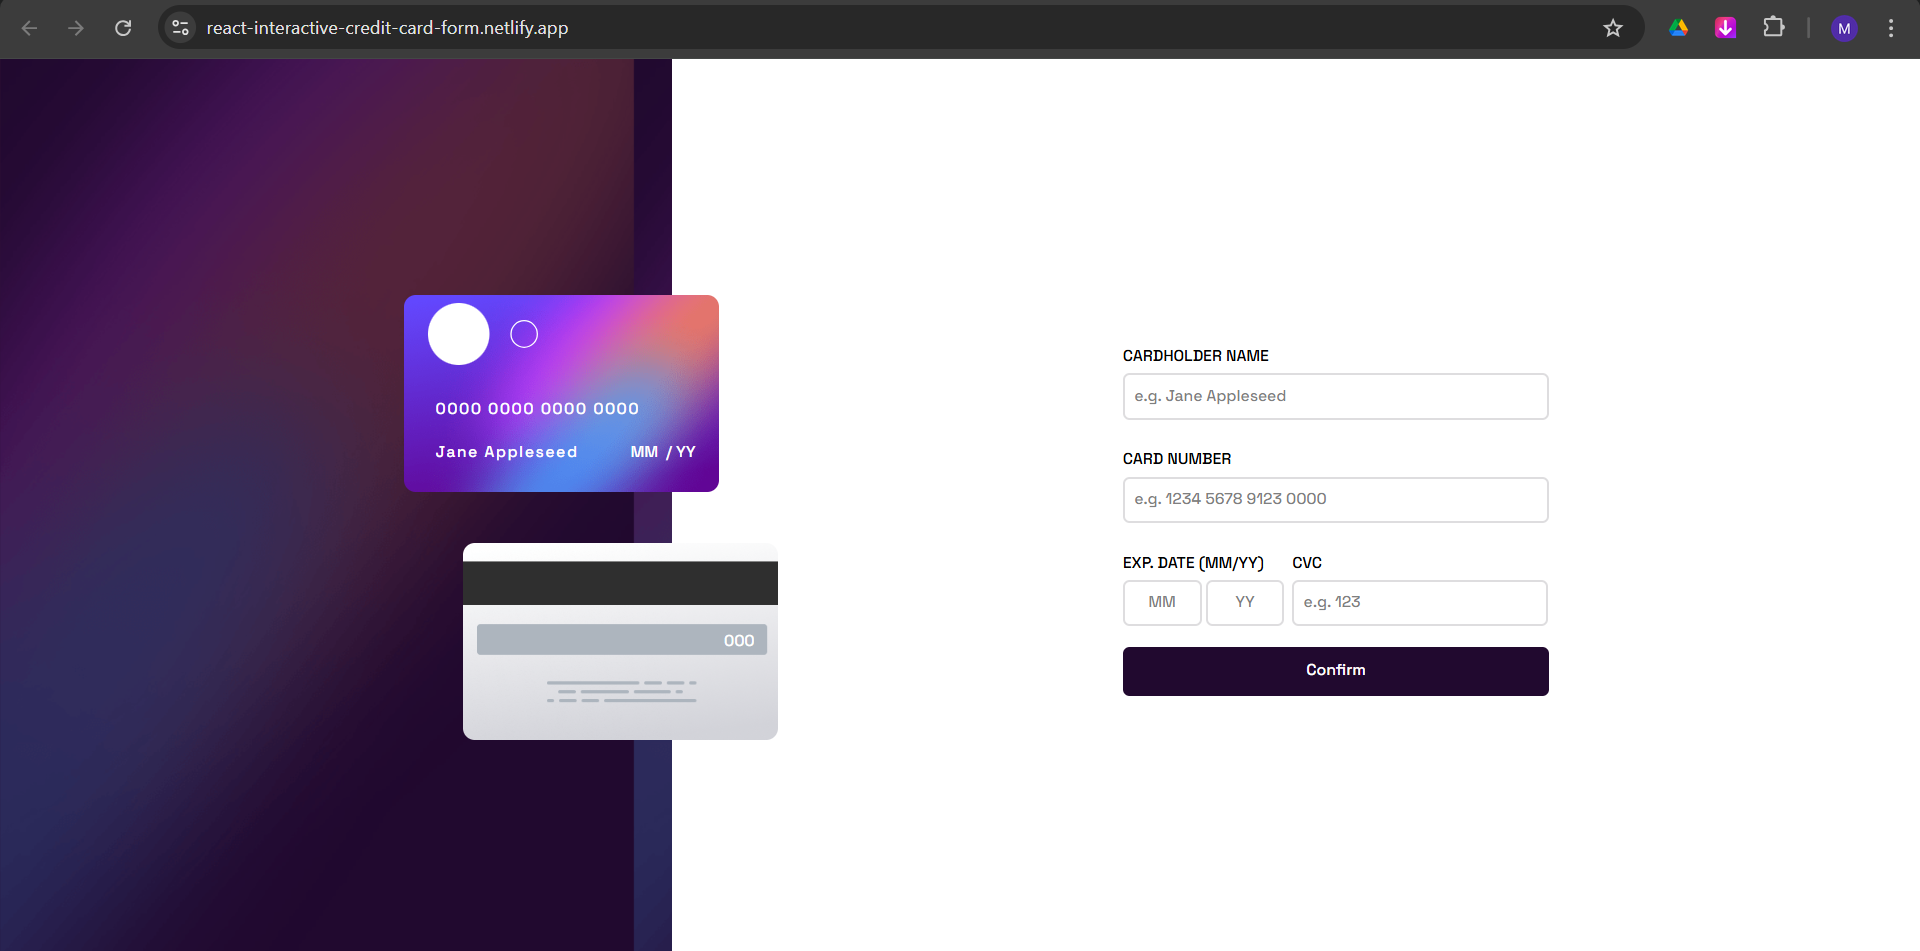 react-interactive-credit-card-form.netlify.app
M
0000 0000 0000 0000
Jane Appleseed MM / YY
000
CARDHOLDER NAME
e.g. Jane Appleseed
CARD NUMBER
e.g. 1234 5678 9123 0000
EXP. DATE (MM/YY) CVC
MM YY e.g. 123
Confirm